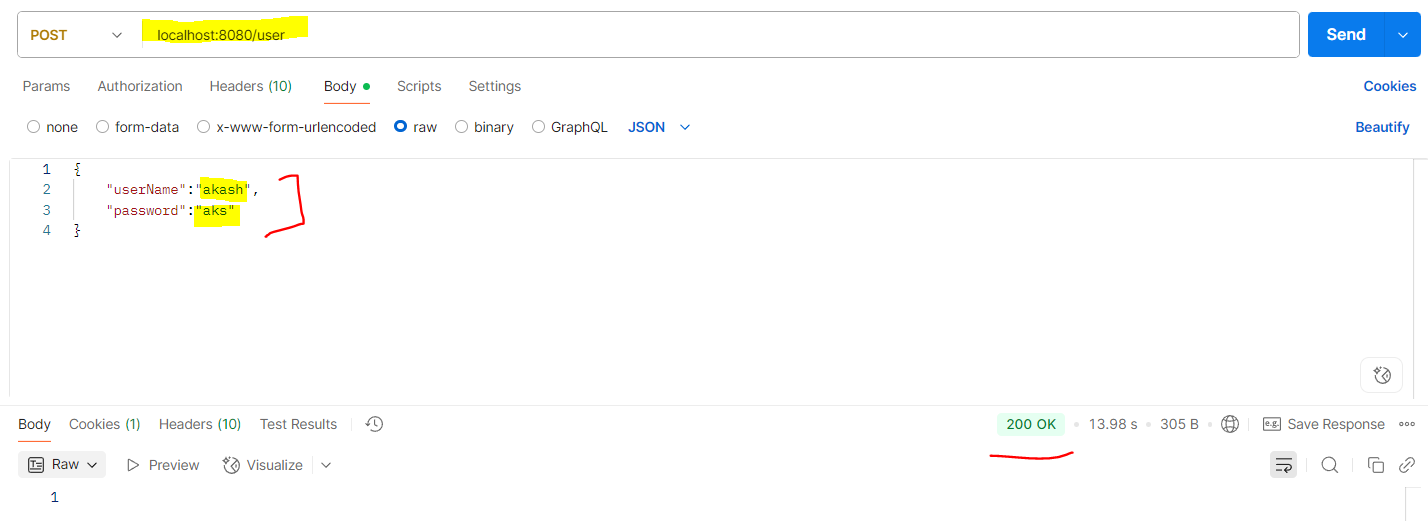 POST localhost:8080/user Send
Params Authorization Headers (10) Body Scripts Settings Cookies
none form-data x-www-form-urlencoded raw binary GraphQL JSON Beautify
1 {
2 "userName":"akash",
3 "password":"aks"
4 }
Body Cookies (1) Headers (10) Test Results 200 OK • 13.98 s • 305 B • e.g. Save Response
Raw Preview Visualize
1